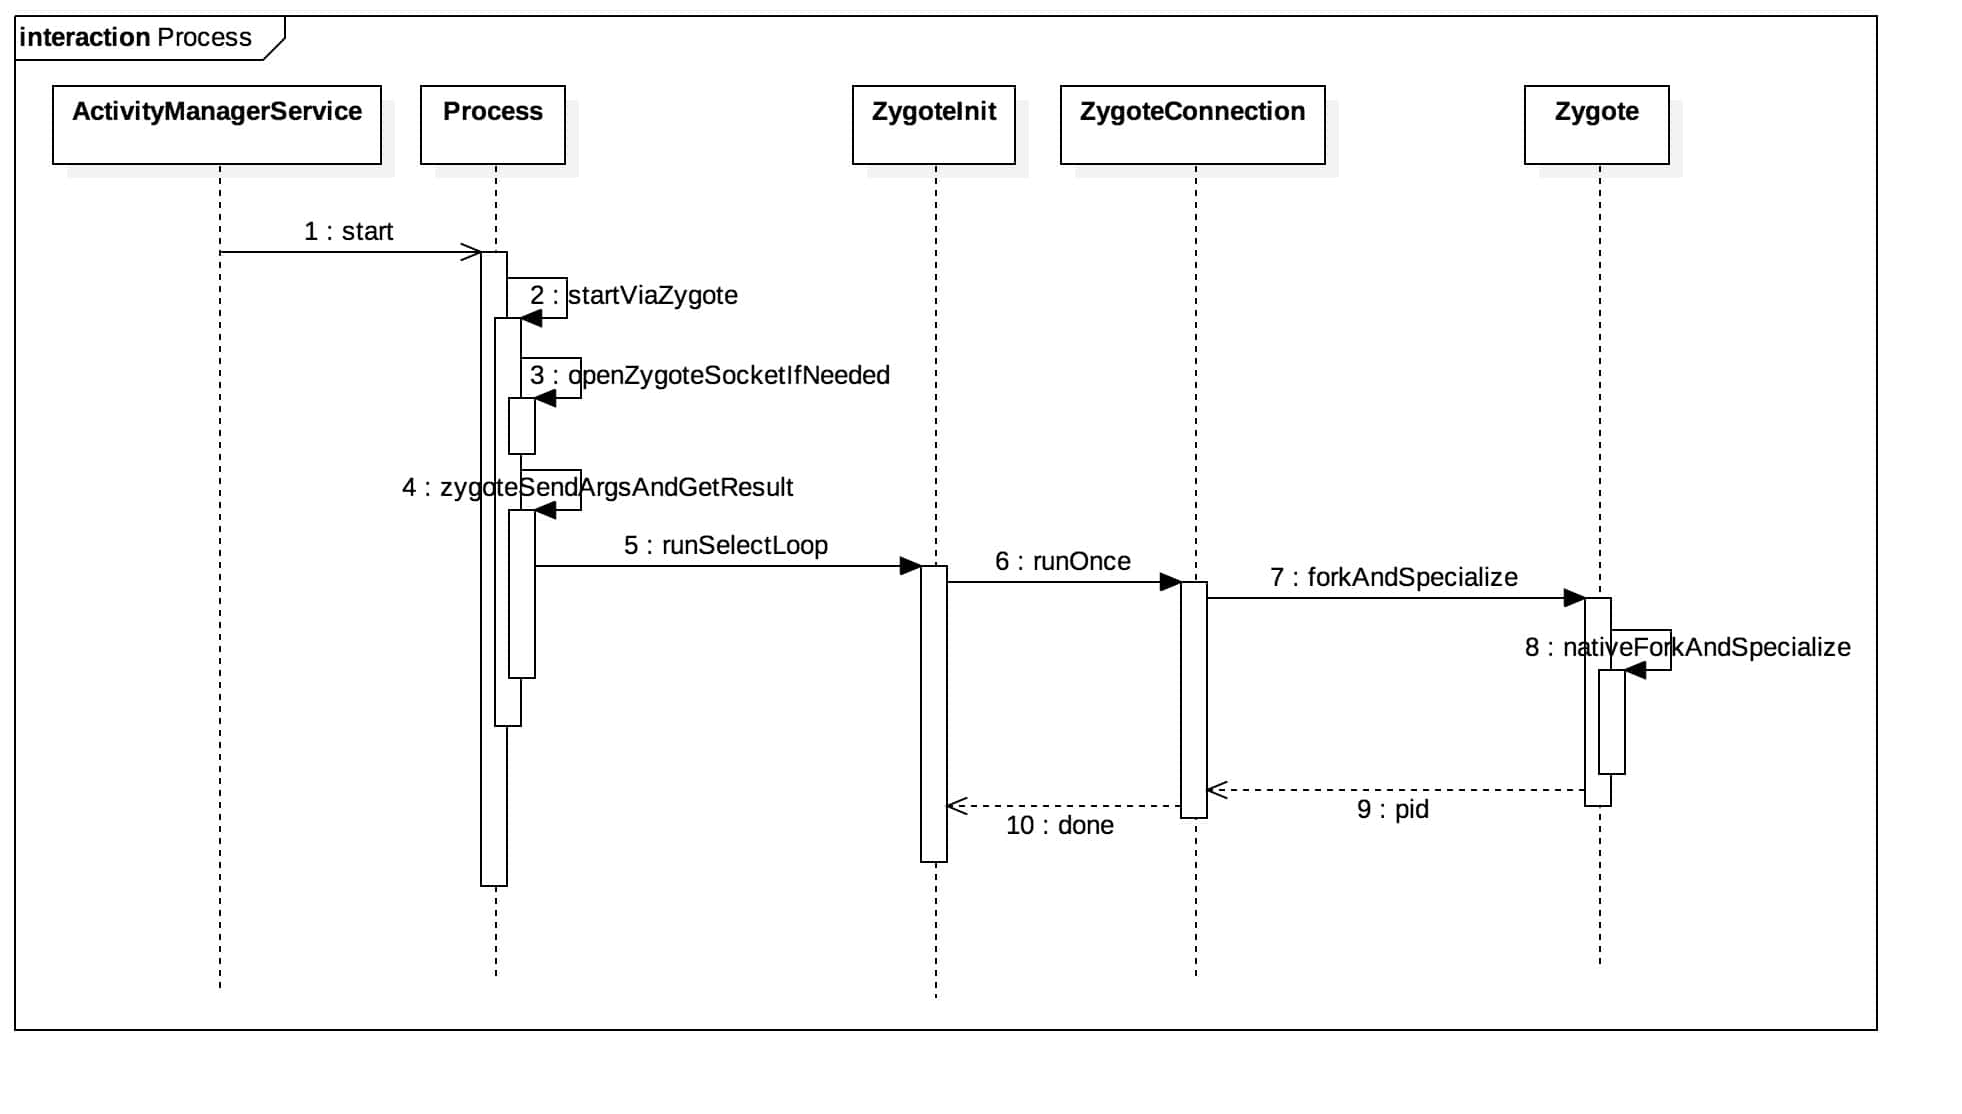 interaction Process
ActivityManagerService
Process
ZygoteInit
ZygoteConnection
Zygote
1 : start
2 : startViaZygote
3 : openZygoteSocketIfNeeded
4 : zygoteSendArgsAndGetResult
5 : runSelectLoop
6 : runOnce
7 : forkAndSpecialize
8 : nativeForkAndSpecialize
9 : pid
10 : done